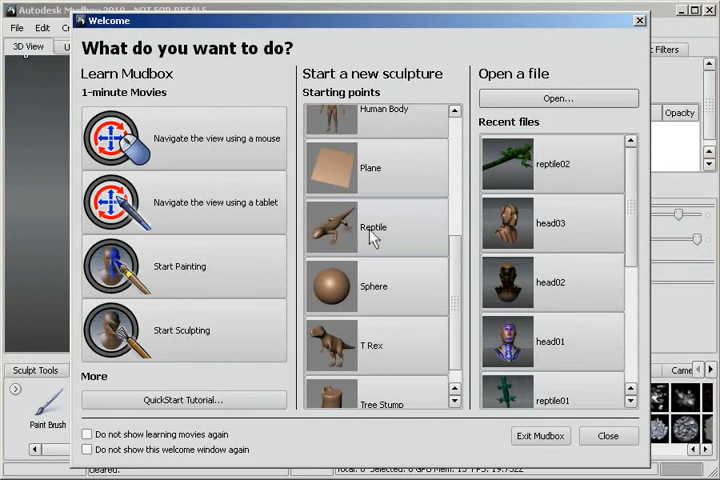 Autodesk Mudbox 2010 - NOT FOR RESALE
Welcome
File Edit C
What do you want to do?
3D View
U
Filters
Learn Mudbox
Start a new sculpture
Open a file
1-minute Movies
Starting points
Open...
Human Body
Opacity
Recent files
Navigate the view using a mouse
Plane
reptile02
Navigate the view using a tablet
Reptile
head03
Start Painting
Sphere
head02
Start Sculpting
T Rex
head01
Sculpt Tools
Came
More
QuickStart Tutorial...
Tree Stump
reptile01
Paint Brush
Do not show learning movies again
Do not show this welcome window again
Exit Mudbox
Close
cleared.